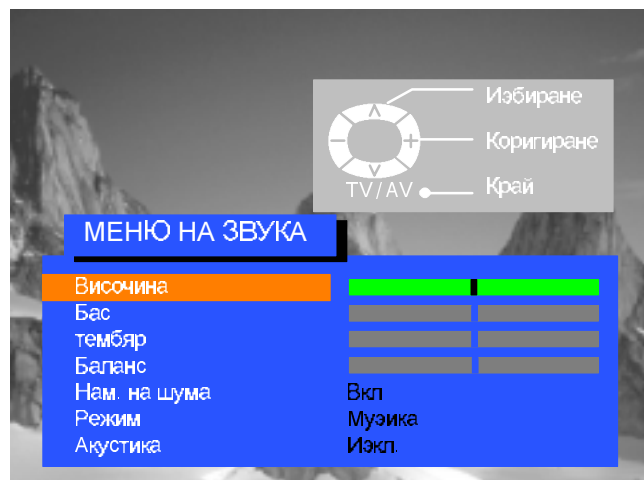 Избиране
Коригиране
TV/AV Край
МЕНЮ НА ЗВУКА
Височина
Бас
тембяр
Баланс
Нам. на шума Вкл
Режим Муэика
Акустика Иэкл.